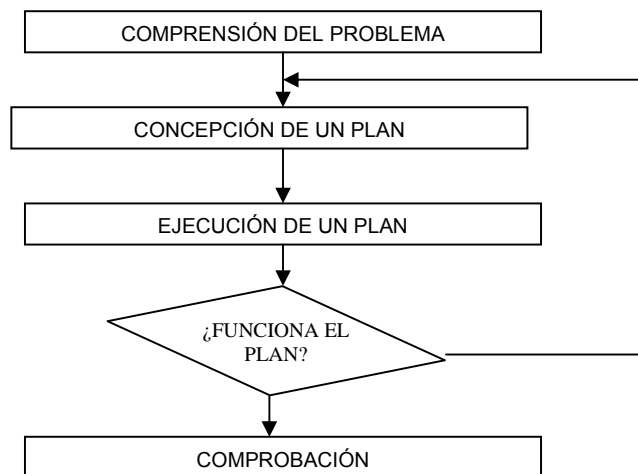 COMPRENSIÓN DEL PROBLEMA
CONCEPCIÓN DE UN PLAN
EJECUCIÓN DE UN PLAN
¿FUNCIONA EL
PLAN?
COMPROBACIÓN